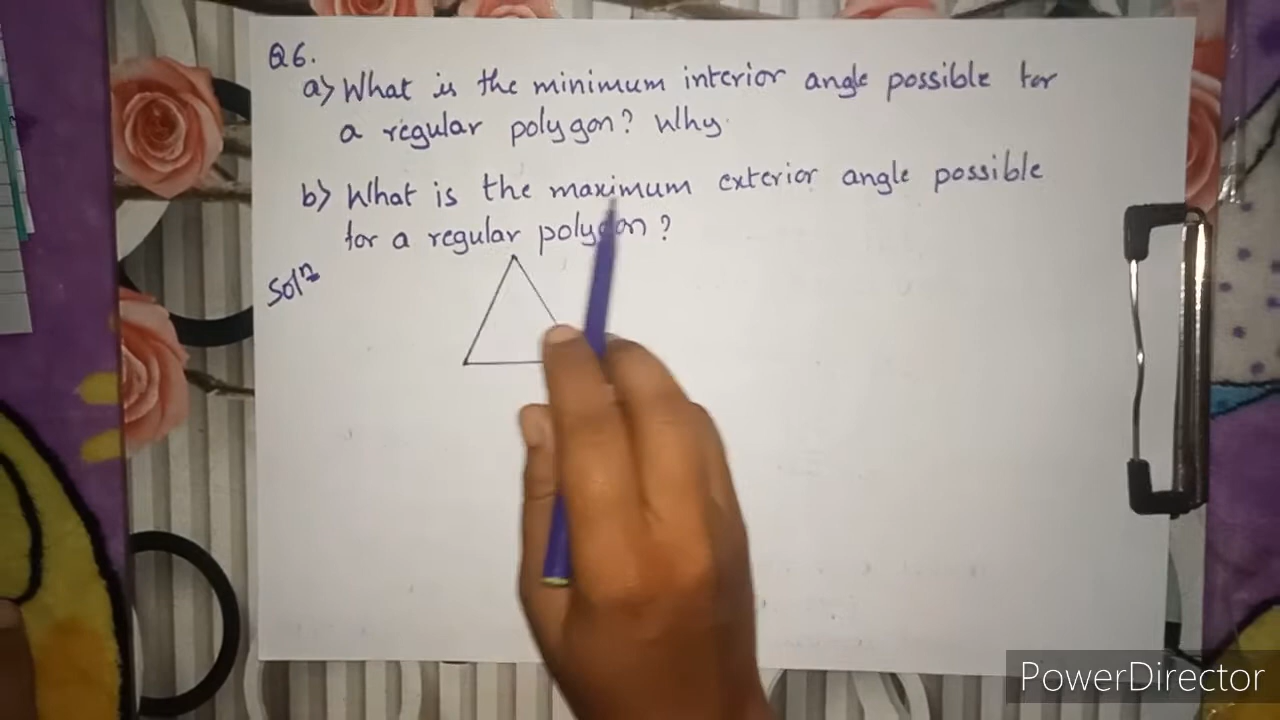 Q6.
a) What is the minimum interior angle possible for
a regular polygon? Why.
b) What is the maximum exterior angle possible
for a regular polygon?
Solⁿ
PowerDirector